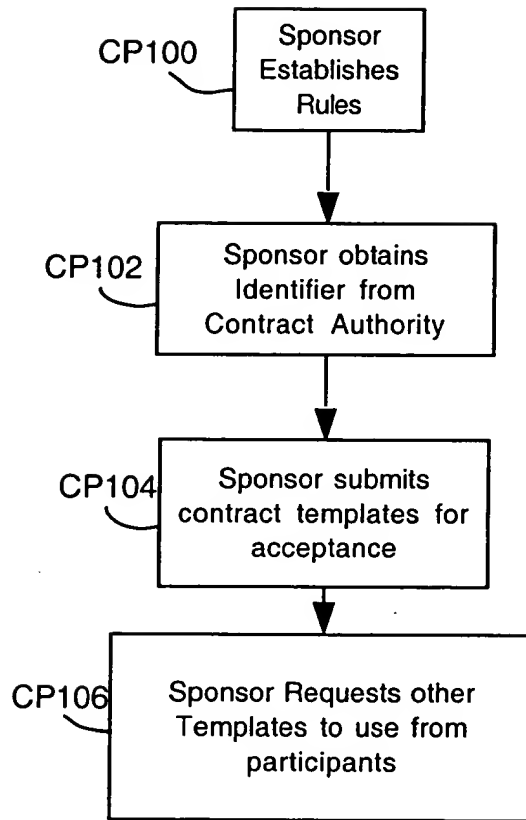 CP100
Sponsor
Establishes
Rules
CP102
Sponsor obtains
Identifier from
Contract Authority
CP104
Sponsor submits
contract templates for
acceptance
CP106
Sponsor Requests other
Templates to use from
participants